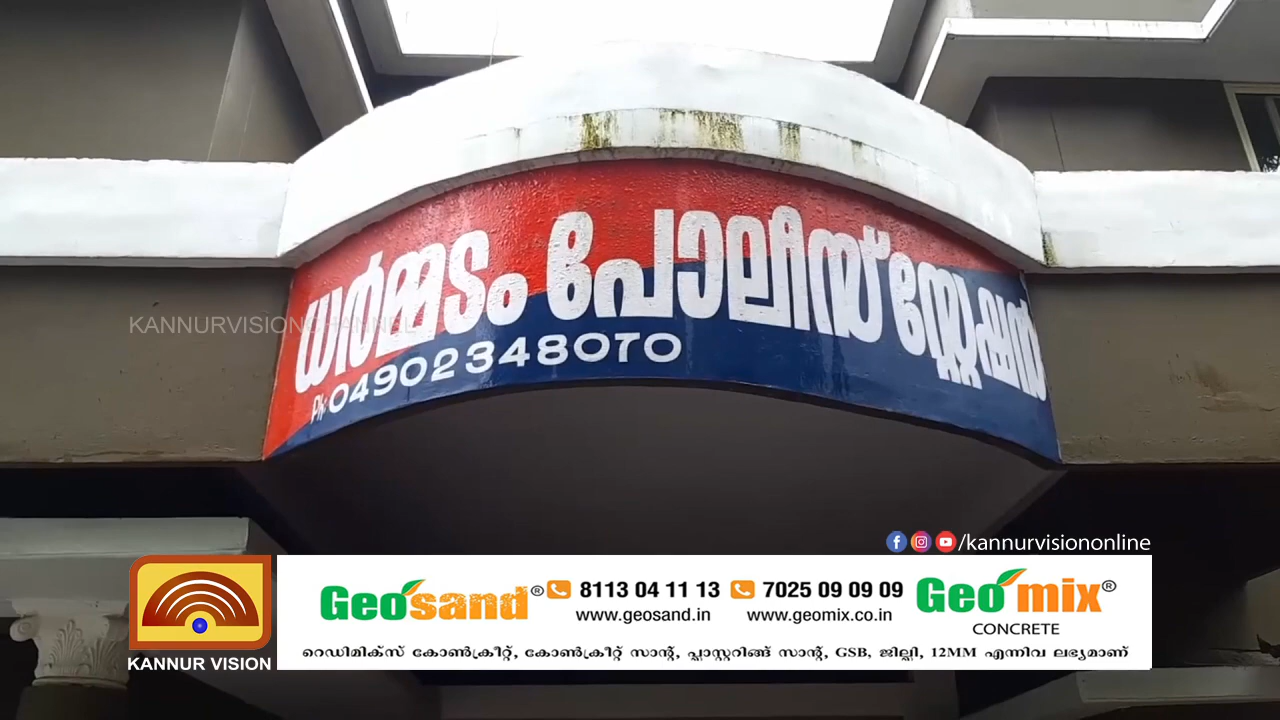 ധർമ്മടം പോലീസ് സ്റ്റേഷൻ
Ph: 04902348070
KANNURVISION CHANNEL
/kannurvisiononline
Geosand® 8113 04 11 13 7025 09 09 09 Geo mix®
www.geosand.in www.geomix.co.in CONCRETE
റെഡിമിക്സ് കോൺക്രീറ്റ്, കോൺക്രീറ്റ് സാന്റ്, പ്ലാസ്റ്ററിങ്ങ് സാന്റ്, GSB, ജില്ലി, 12MM എന്നിവ ലഭ്യമാണ്
KANNUR VISION